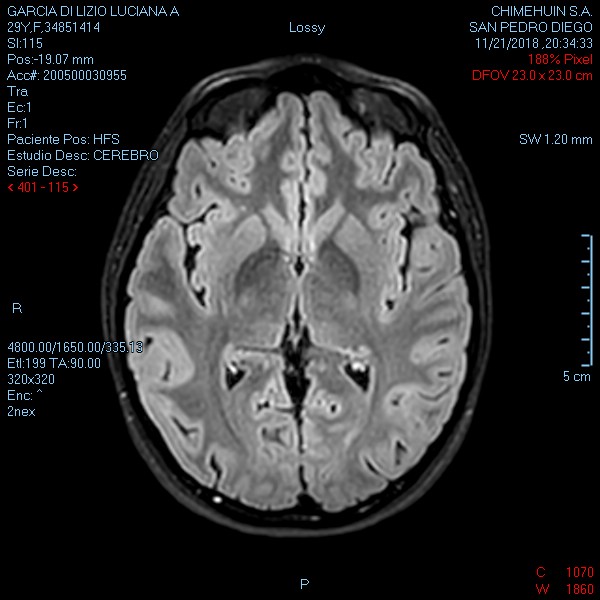 GARCIA DI LIZIO LUCIANA A
29Y,F,34851414
Sl:115
Pos:-19.07 mm
Acc#: 200500030955
Tra
Ec:1
Fr:1
Paciente Pos: HFS
Estudio Desc: CEREBRO
Serie Desc:
< 401 - 115 >
Lossy
CHIMEHUIN S.A.
SAN PEDRO DIEGO
11/21/2018 ,20:34:33
188% Pixel
DFOV 23.0 x 23.0 cm
SW 1.20 mm
R
4800.00/1650.00/335.13
Etl:199 TA:90.00
320x320
Enc: ^
2nex
5 cm
P
C 1070
W 1860